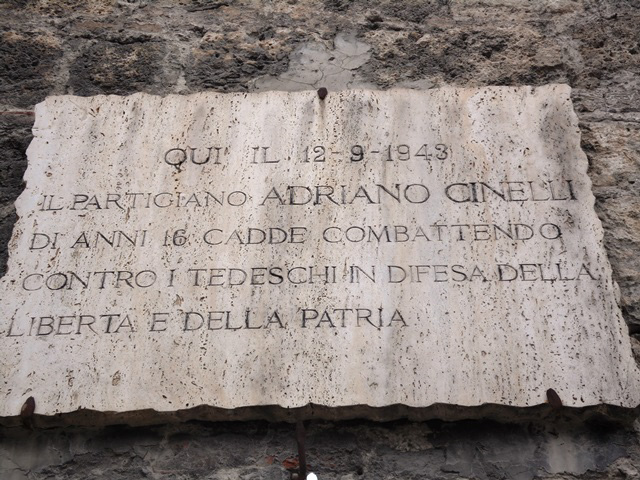 QUI' IL 12-9-1943
IL PARTIGIANO ADRIANO CINELLI
DI ANNI 16 CADDE COMBATTENDO
CONTRO I TEDESCHI IN DIFESA DELLA
LIBERTA E DELLA PATRIA